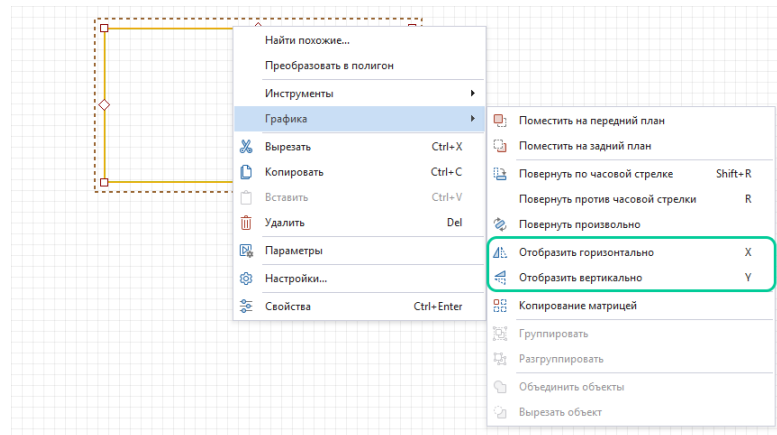 Найти похожие...
Преобразовать в полигон
Инструменты
Графика
Вырезать Ctrl+X
Копировать Ctrl+C
Вставить Ctrl+V
Удалить Del
Параметры
Настройки...
Свойства Ctrl+Enter
Поместить на передний план
Поместить на задний план
Повернуть по часовой стрелке Shift+R
Повернуть против часовой стрелки R
Повернуть произвольно
Отобразить горизонтально X
Отобразить вертикально Y
Копирование матрицей
Группировать
Разгруппировать
Объединить объекты
Вырезать объект